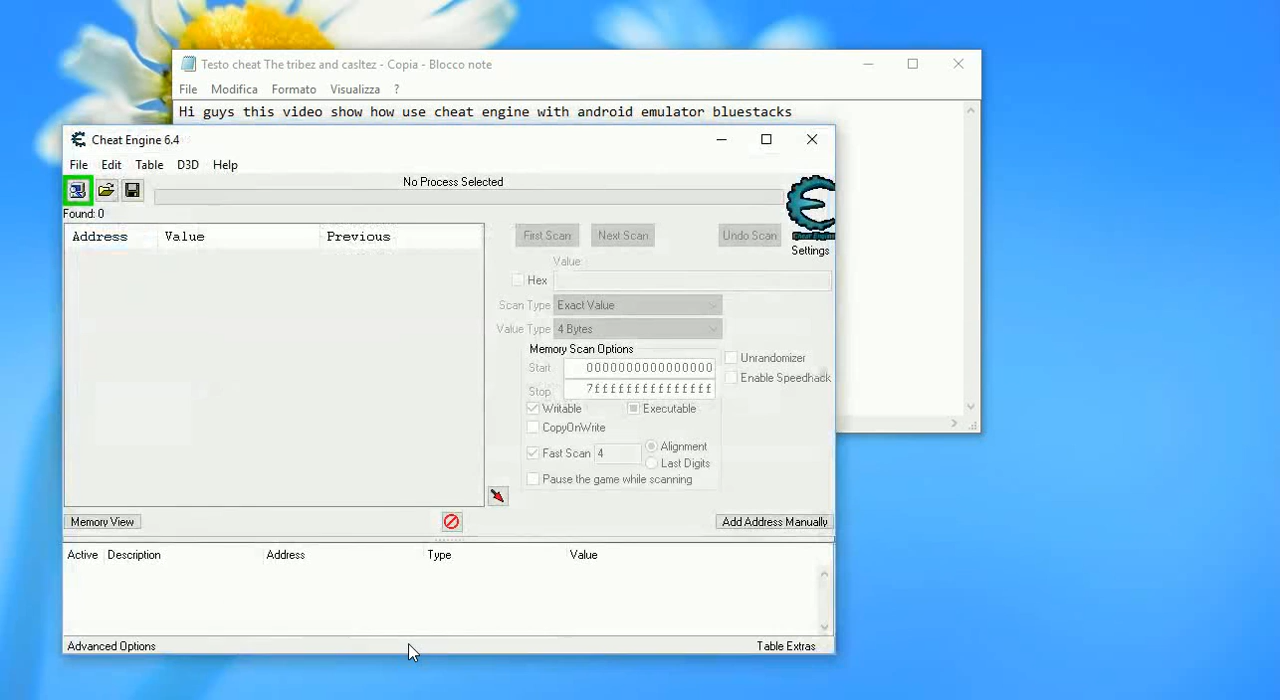 Testo cheat The tribez and casltez - Copia - Blocco note
File Modifica Formato Visualizza ?
Hi guys this video show how use cheat engine with android emulator bluestacks
Cheat Engine 6.4
File Edit Table D3D Help
No Process Selected
Found: 0
Address Value Previous
First Scan Next Scan Undo Scan
Cheat Engine
Settings
Value:
Hex
Scan Type Exact Value
Value Type 4 Bytes
Memory Scan Options
Start 0000000000000000
Unrandomizer
Stop 7fffffffffffffff
Enable Speedhack
Writable Executable
CopyOnWrite
Fast Scan 4 Alignment
Last Digits
Pause the game while scanning
Memory View Add Address Manually
Active Description Address Type Value
Advanced Options Table Extras